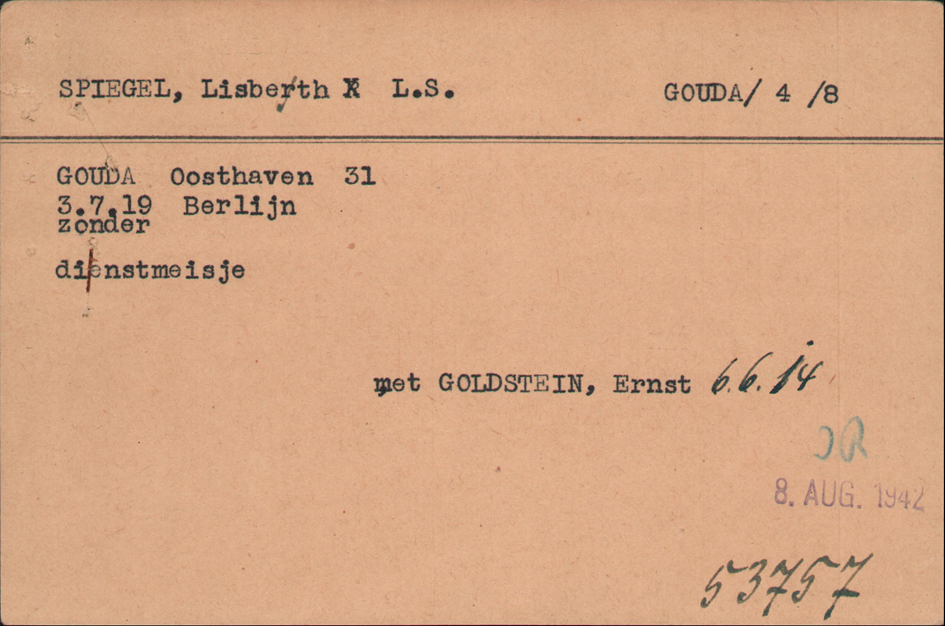 SPIEGEL, Lisberth X L.S. GOUDA/ 4 /8
GOUDA Oosthaven 31
3.7.19 Berlijn
zonder
dienstmeisje
met GOLDSTEIN, Ernst 6.6.14
JR
8. AUG. 1942
53757